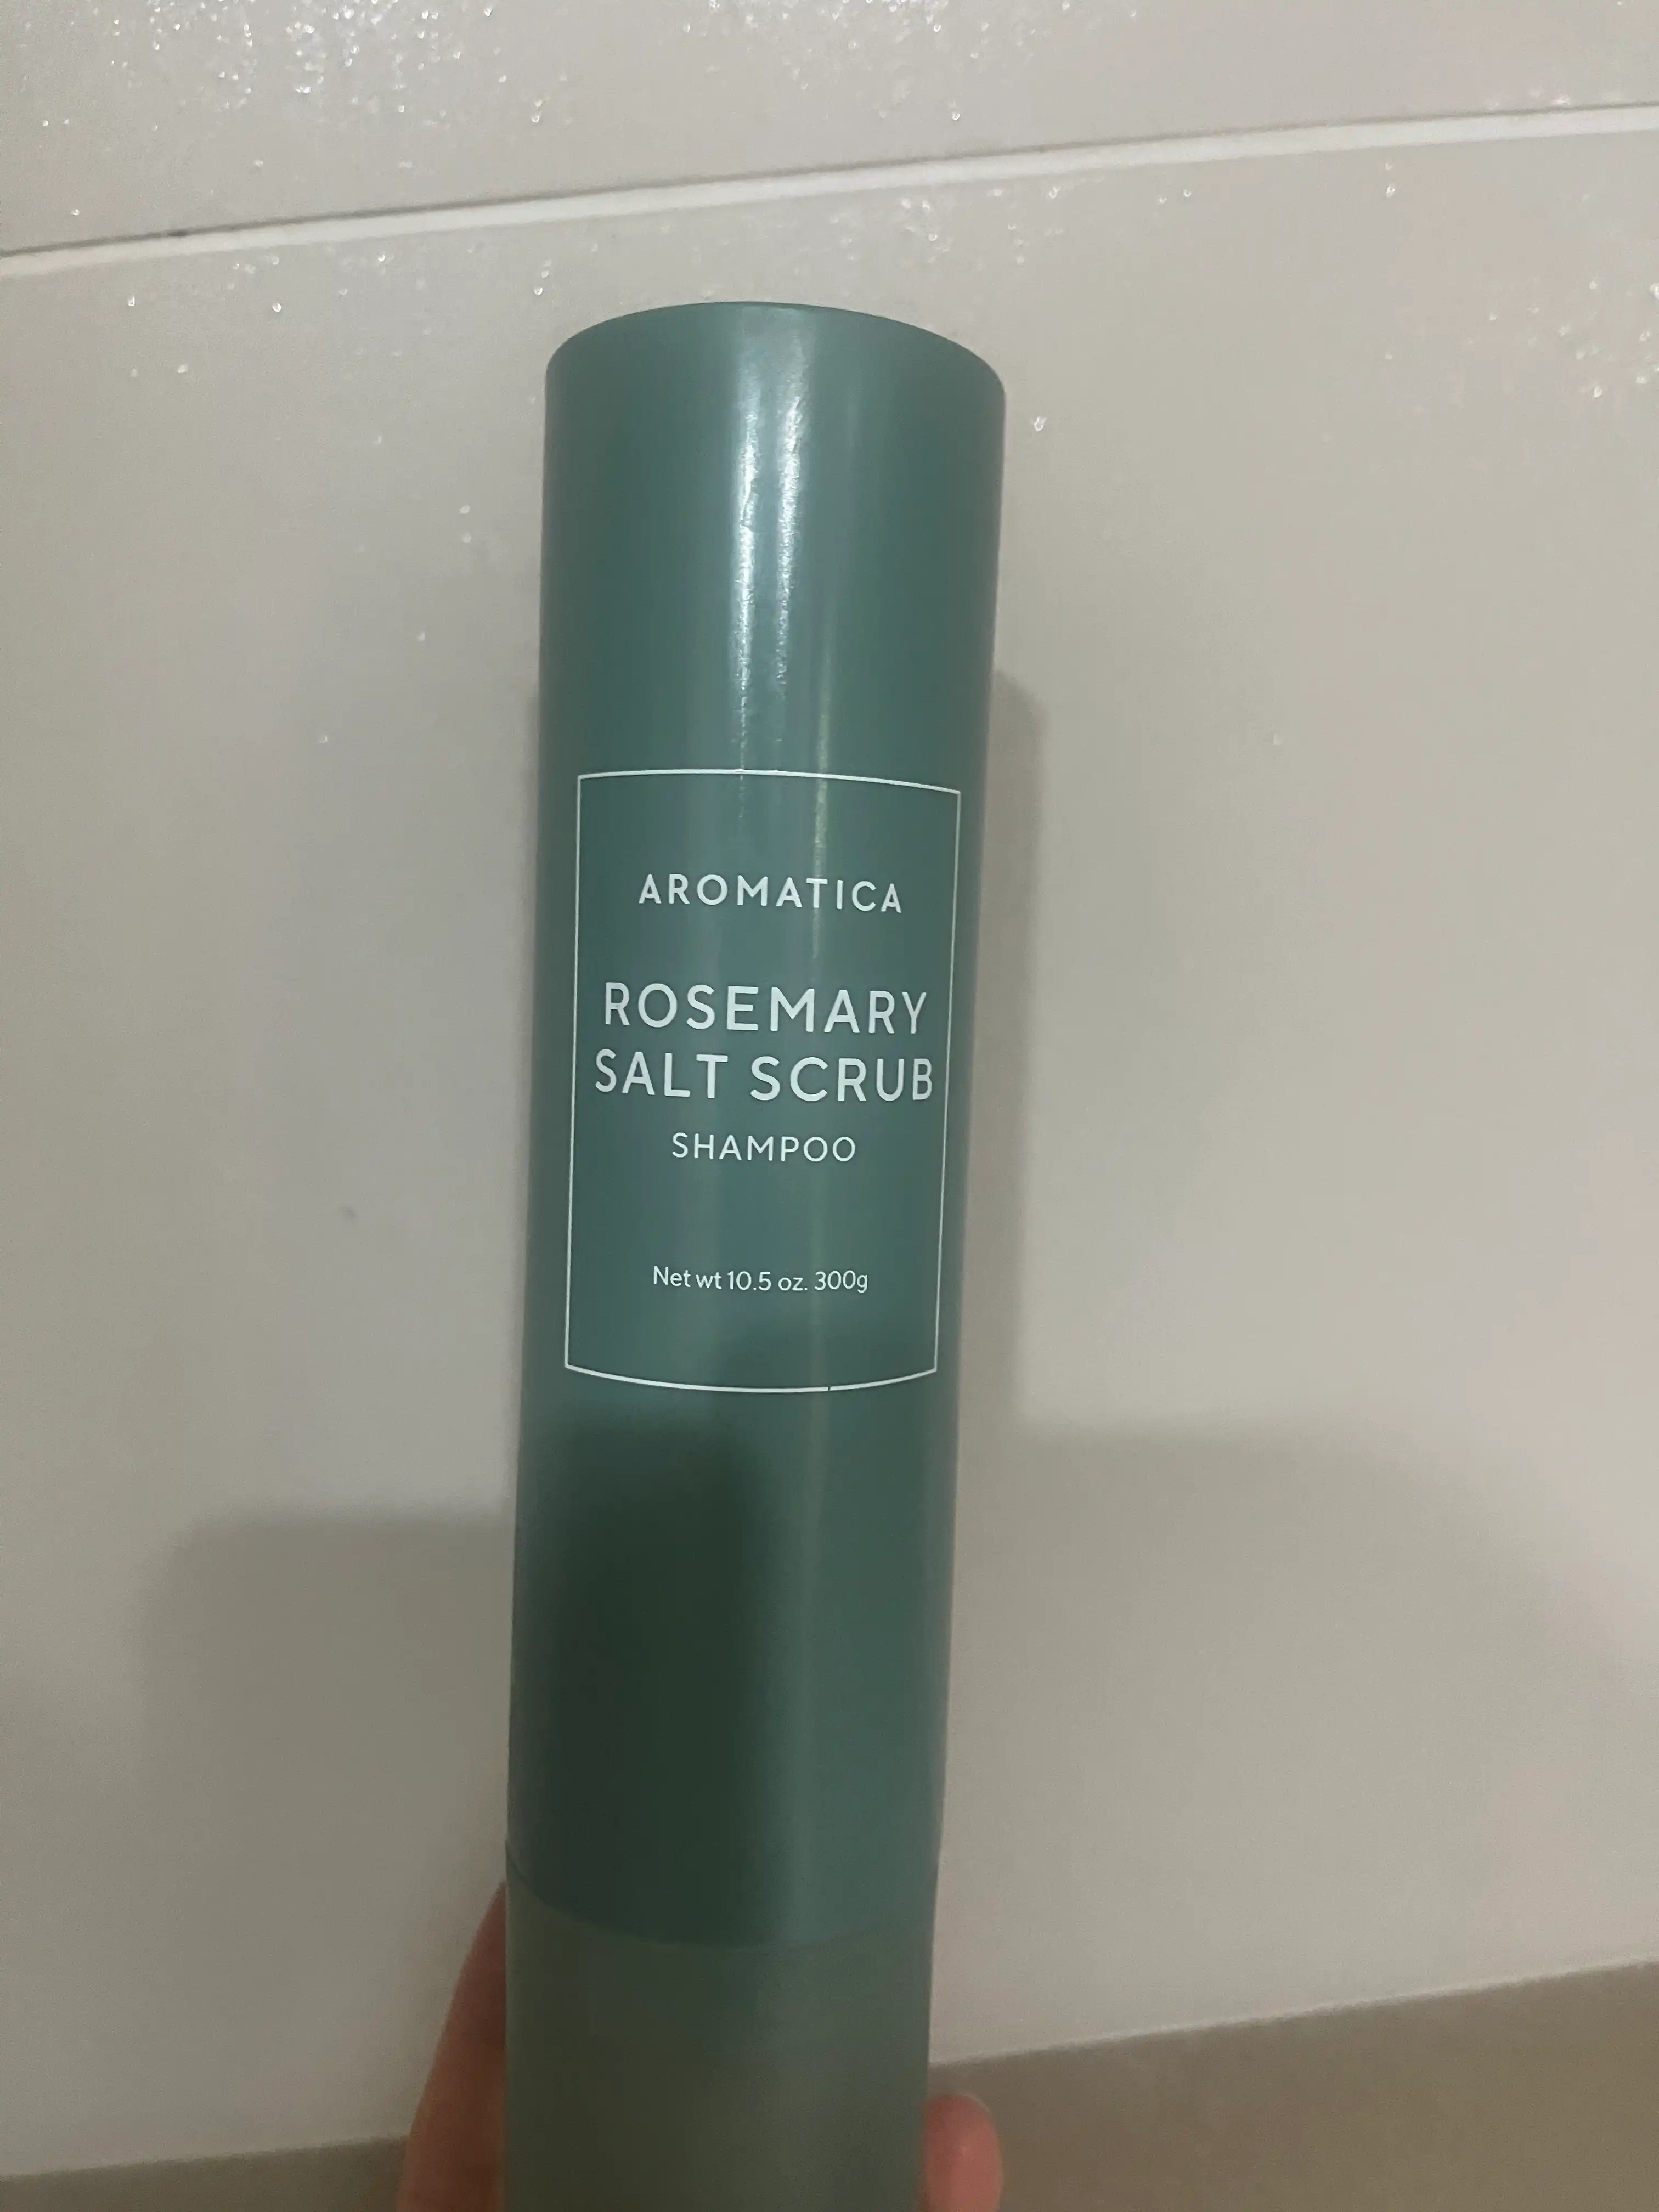 AROMATICA
ROSEMARY
SALT SCRUB
SHAMPOO
Net wt 10.5 oz. 300g